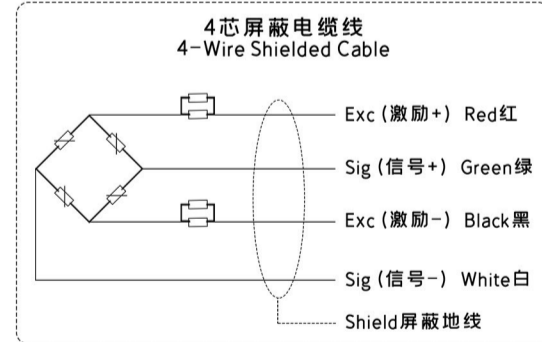 4芯屏蔽电缆线
4-Wire Shielded Cable
Exc (激励+) Red红
Sig (信号+) Green绿
Exc (激励-) Black黑
Sig (信号-) White白
Shield屏蔽地线